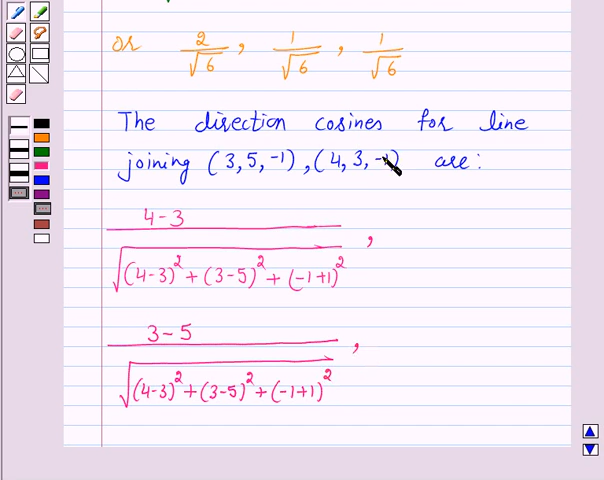 or 2/√6 , 1/√6 , 1/√6
The direction cosines for line
joining (3,5,-1),(4,3,-1) are:
4-3
√(4-3)²+(3-5)²+(-1+1)² ,
3-5
√(4-3)²+(3-5)²+(-1+1)² ,